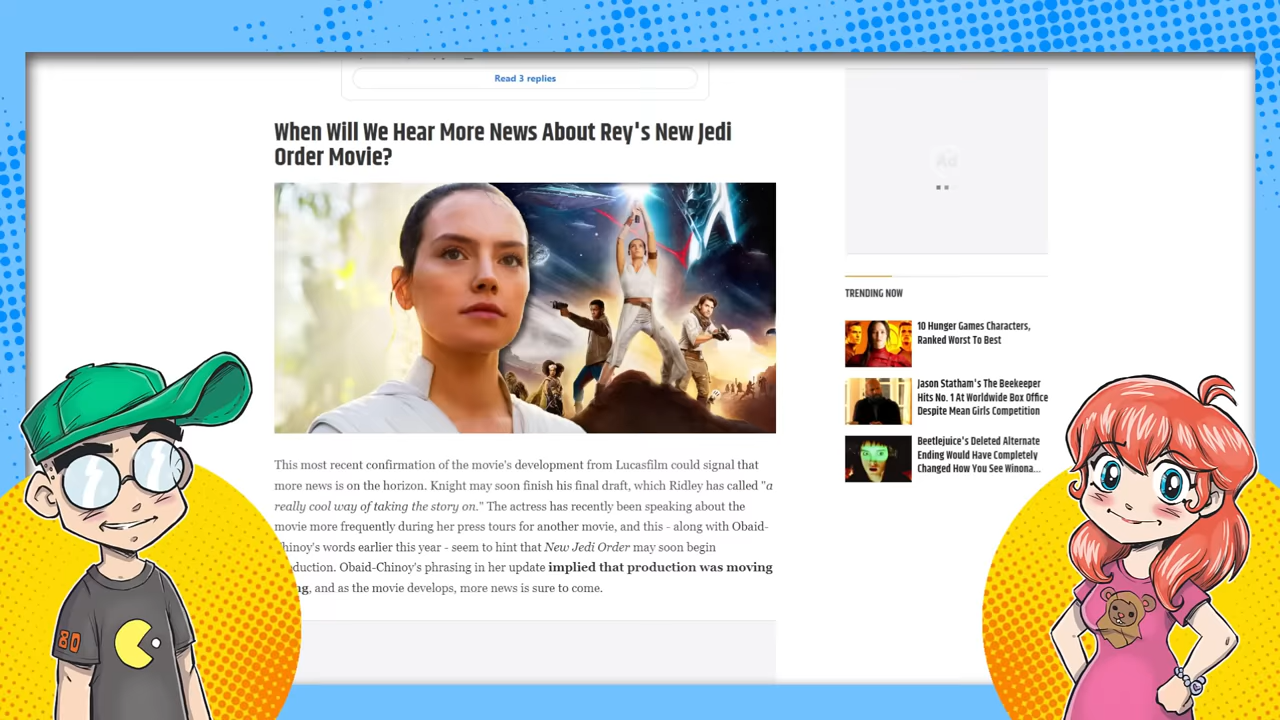 Read 3 replies
When Will We Hear More News About Rey's New Jedi
Order Movie?
Ad
TRENDING NOW
10 Hunger Games Characters,
Ranked Worst To Best
Jason Statham's The Beekeeper
Hits No. 1 At Worldwide Box Office
Despite Mean Girls Competition
Beetlejuice's Deleted Alternate
Ending Would Have Completely
Changed How You See Winona...
This most recent confirmation of the movie's development from Lucasfilm could signal that
more news is on the horizon. Knight may soon finish his final draft, which Ridley has called "a
really cool way of taking the story on." The actress has recently been speaking about the
movie more frequently during her press tours for another movie, and this - along with Obaid-
hinoy's words earlier this year - seem to hint that New Jedi Order may soon begin
duction. Obaid-Chinoy's phrasing in her update implied that production was moving
ng, and as the movie develops, more news is sure to come.
80